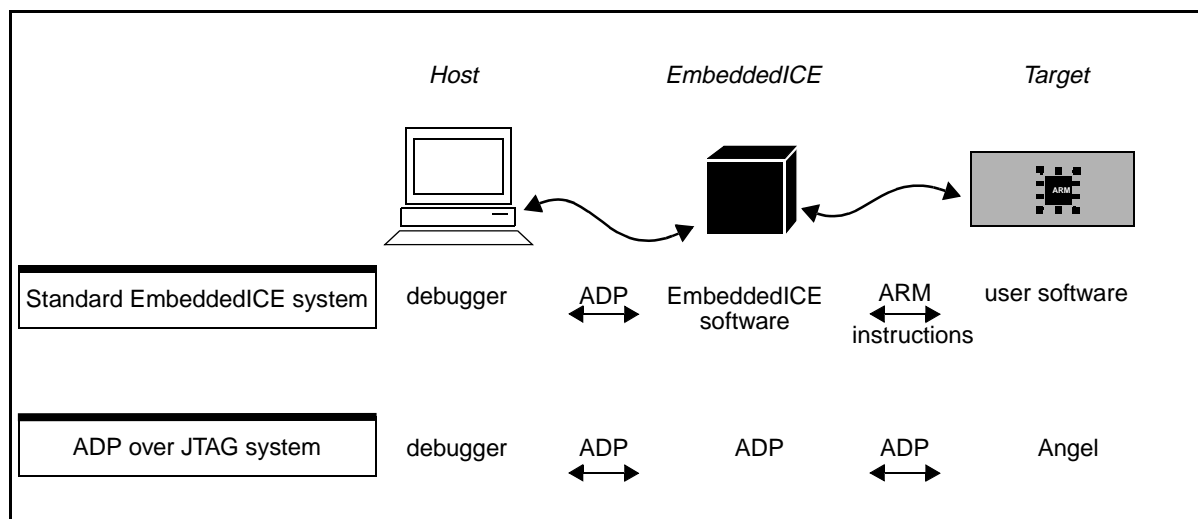 Host EmbeddedICE Target
ARM
Standard EmbeddedICE system debugger ADP EmbeddedICE software ARM instructions user software
ADP over JTAG system debugger ADP ADP ADP Angel